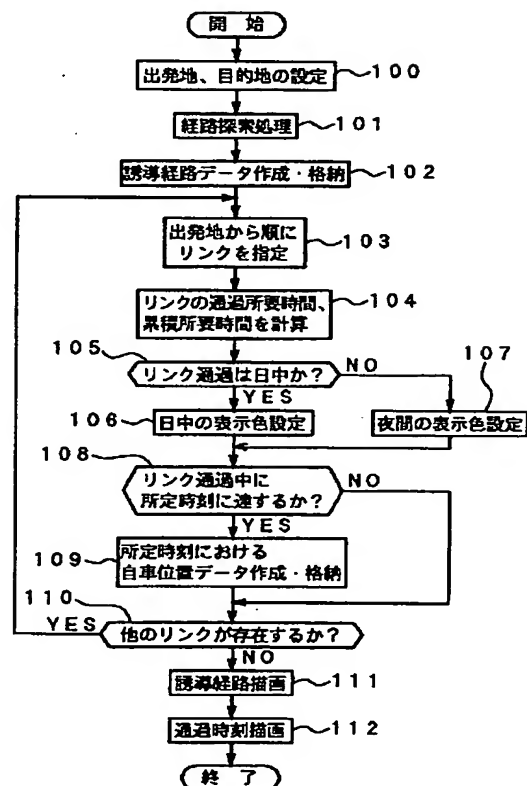 開 始
出発地、目的地の設定 100
経路探索処理 101
誘導経路データ作成・格納 102
出発地から順に
リンクを指定 103
リンクの通過所要時間、
累積所要時間を計算 104
105 リンク通過は日中か? NO 107
YES
106 日中の表示色設定 夜間の表示色設定
108
リンク通過中に
所定時刻に達するか? NO
YES
109 所定時刻における
自車位置データ作成・格納
110
YES 他のリンクが存在するか?
NO
誘導経路描画 111
通過時刻描画 112
終 了